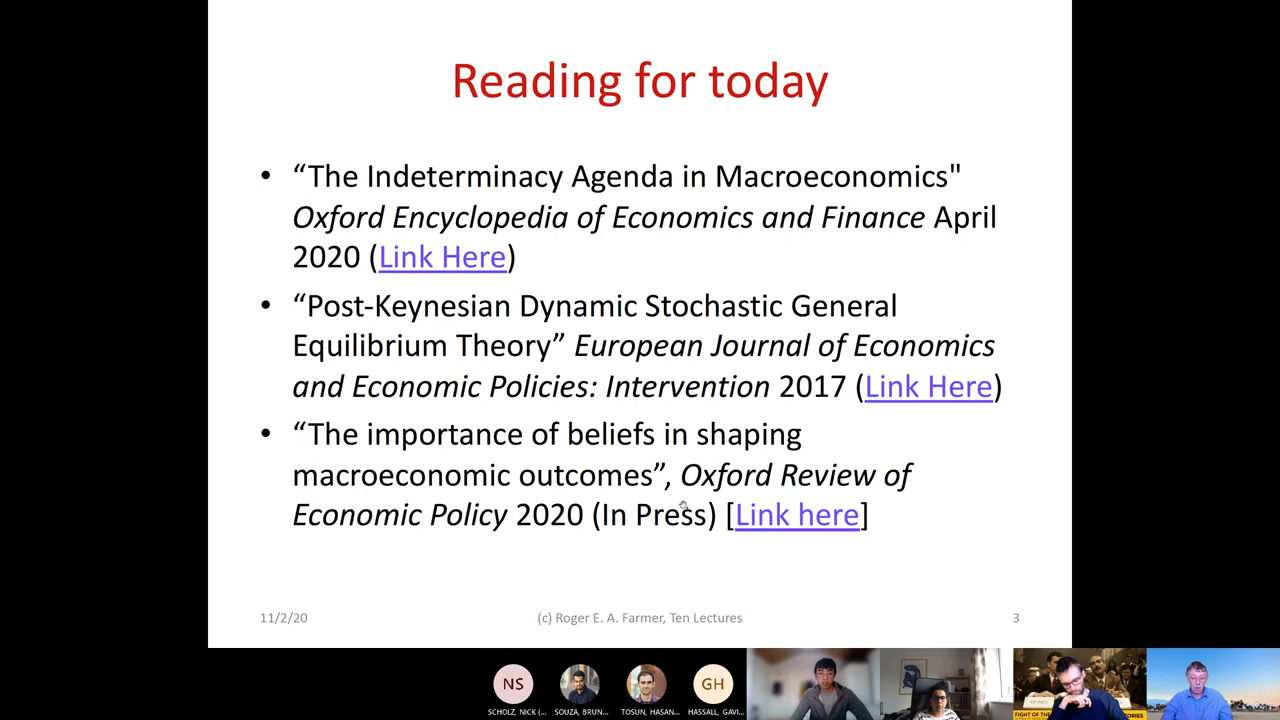 Reading for today
• “The Indeterminacy Agenda in Macroeconomics"
Oxford Encyclopedia of Economics and Finance April
2020 (Link Here)
• “Post-Keynesian Dynamic Stochastic General
Equilibrium Theory” European Journal of Economics
and Economic Policies: Intervention 2017 (Link Here)
• “The importance of beliefs in shaping
macroeconomic outcomes”, Oxford Review of
Economic Policy 2020 (In Press) [Link here]
11/2/20 (c) Roger E. A. Farmer, Ten Lectures 3
NS GH
SCHOLZ, NICK (... SOUZA, BRUN... TOSUN, HASAN... HASSALL, GAVI...
FIGHT OF THE